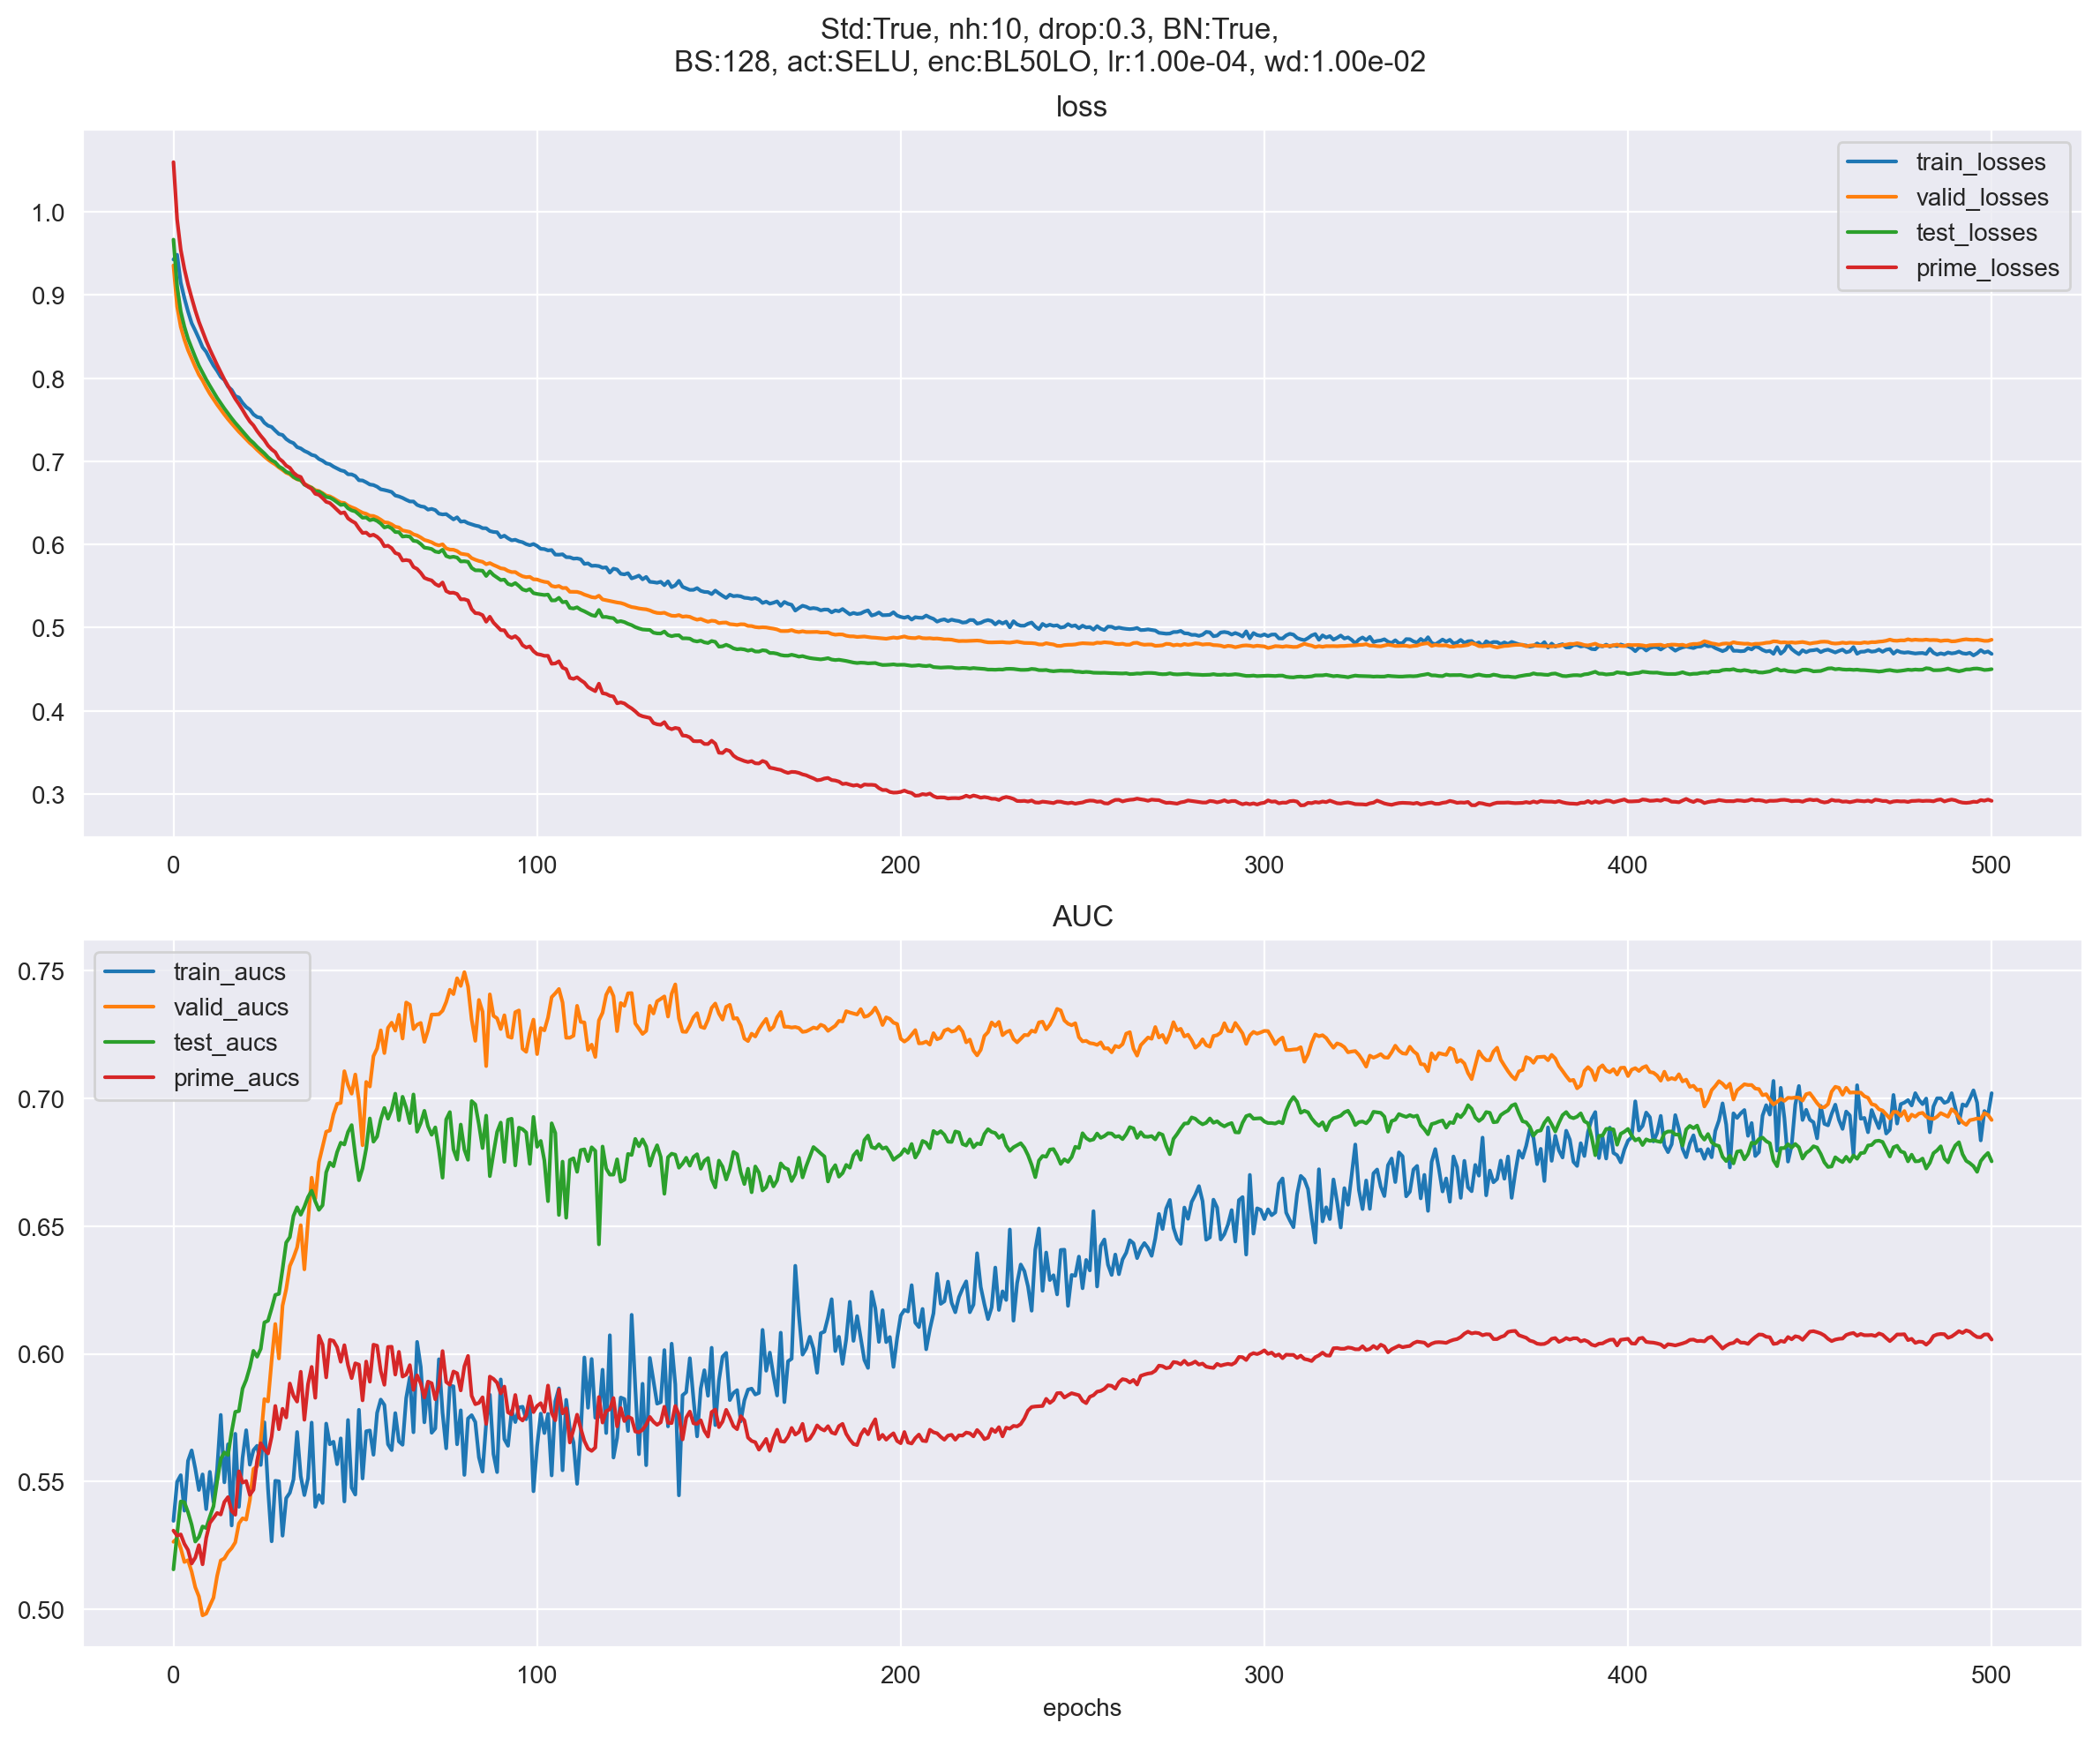 Std:True, nh:10, drop:0.3, BN:True,
BS:128, act:SELU, enc:BL50LO, lr:1.00e-04, wd:1.00e-02
loss
1.0
0.9
0.8
0.7
0.6
0.5
0.4
0.3
train_losses
valid_losses
test_losses
prime_losses
0 100 200 300 400 500
AUC
0.75
0.70
0.65
0.60
0.55
0.50
train_aucs
valid_aucs
test_aucs
prime_aucs
0 100 200 300 400 500
epochs